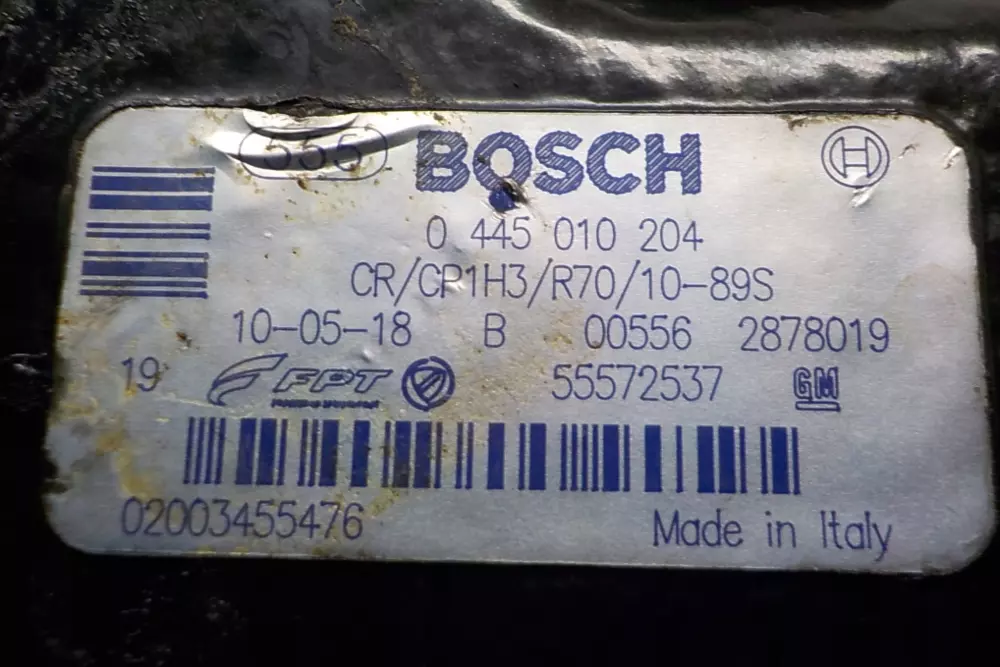 555 BOSCH H
0 445 010 204
CR/CP1H3/R70/10-89S
10-05-18 B 00556 2878019
19 FPT 55572537 GM
02003455476 Made in Italy